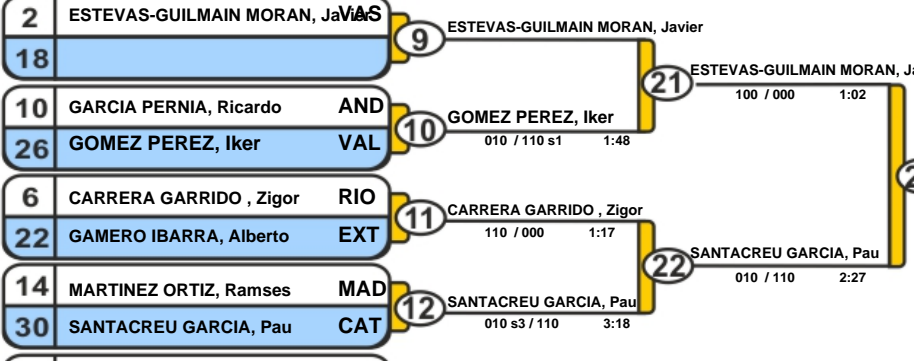 2 ESTEVAS-GUILMAIN MORAN, Javier VAS
18
9
ESTEVAS-GUILMAIN MORAN, Javier
10 GARCIA PERNIA, Ricardo AND
26 GOMEZ PEREZ, Iker VAL
10
GOMEZ PEREZ, Iker
010 / 110 s1 1:48
21
ESTEVAS-GUILMAIN MORAN,
100 / 000 1:02
6 CARRERA GARRIDO , Zigor RIO
22 GAMERO IBARRA, Alberto EXT
11
CARRERA GARRIDO , Zigor
110 / 000 1:17
14 MARTINEZ ORTIZ, Ramses MAD
30 SANTACREU GARCIA, Pau CAT
12
SANTACREU GARCIA, Pau
010 s3 / 110 3:18
22
SANTACREU GARCIA, Pau
010 / 110 2:27